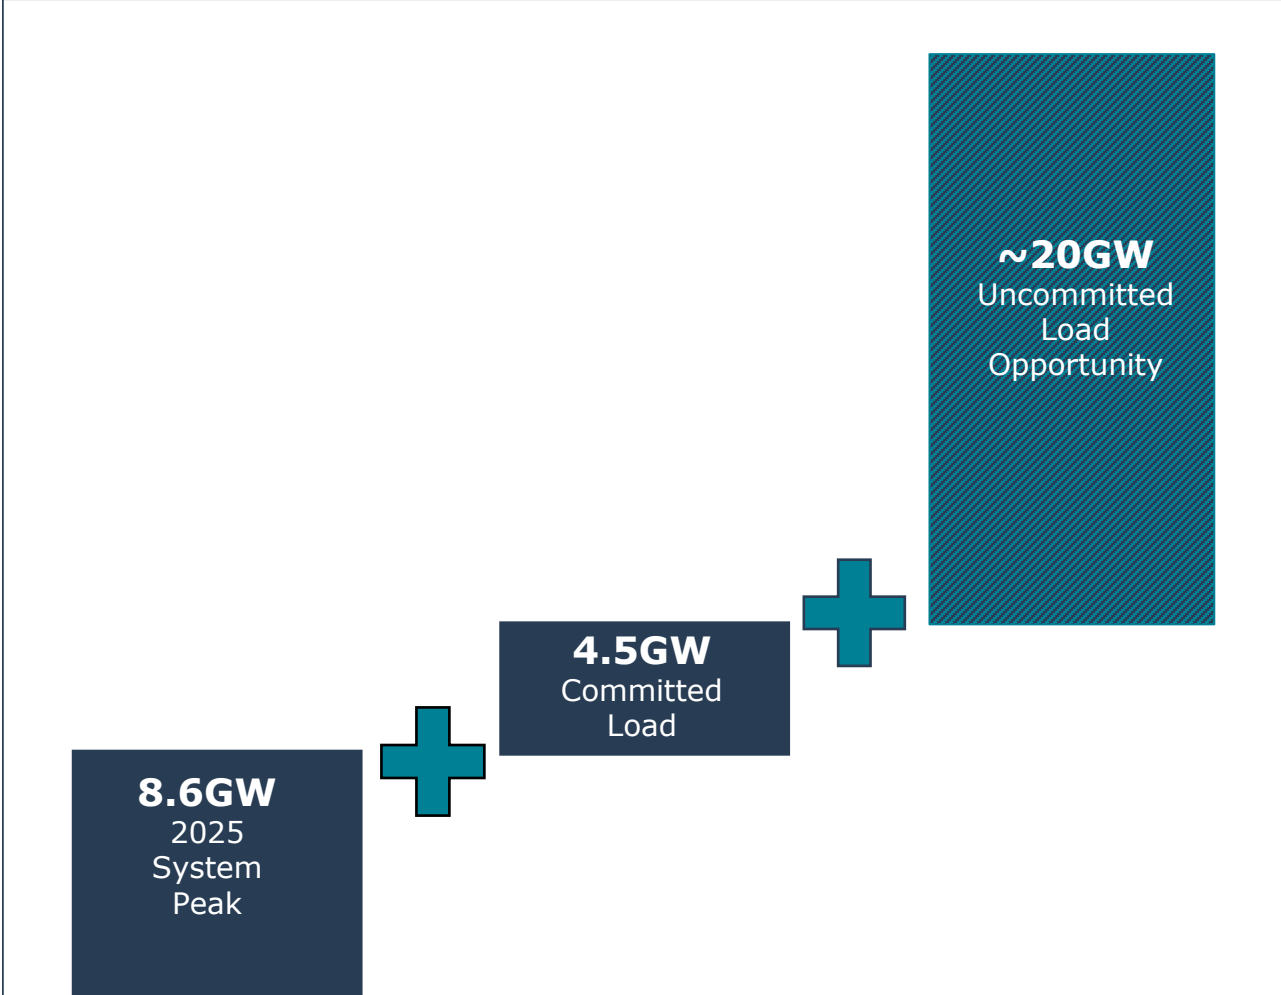 ~20GW
Uncommitted
Load
Opportunity
4.5GW
Committed
Load
8.6GW
2025
System
Peak